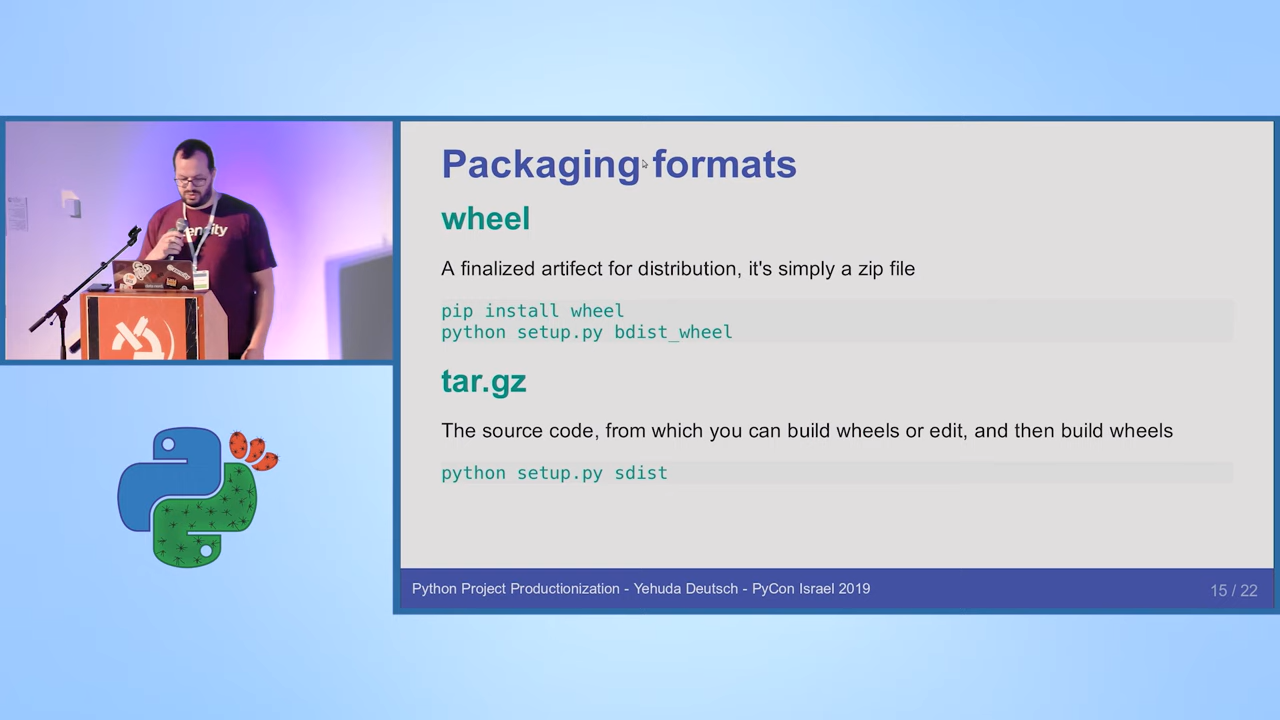 Packaging formats
wheel
A finalized artifect for distribution, it's simply a zip file
pip install wheel
python setup.py bdist_wheel
tar.gz
The source code, from which you can build wheels or edit, and then build wheels
python setup.py sdist
Python Project Productionization - Yehuda Deutsch - PyCon Israel 2019
15 / 22